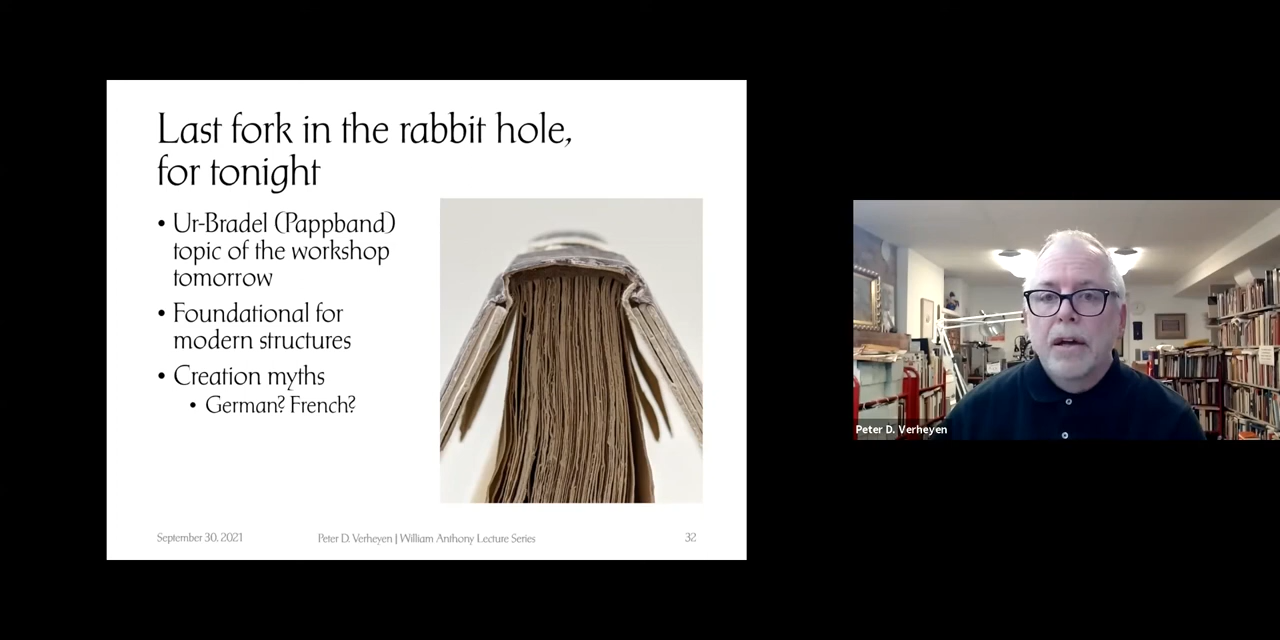 Last fork in the rabbit hole,
for tonight
• Ur-Bradel (Pappband)
topic of the workshop
tomorrow
• Foundational for
modern structures
• Creation myths
• German? French?
September 30, 2021
Peter D. Verheyen | William Anthony Lecture Series
32
Peter D. Verheyen